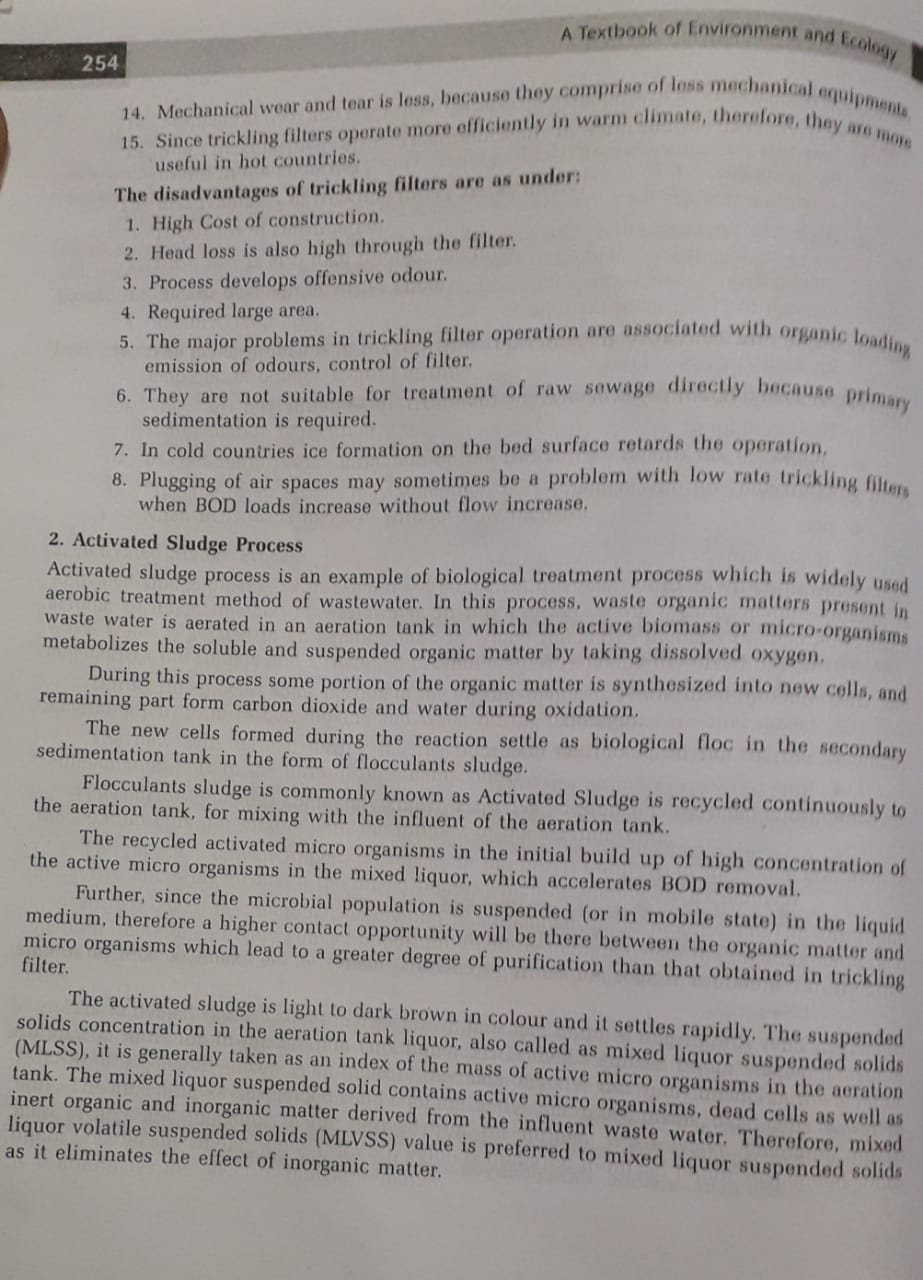 A Textbook of Environment and Ecology
254
14. Mechanical wear and tear is less, because they comprise of less mechanical equipments.
15. Since trickling filters operate more efficiently in warm climate, therefore, they are more
useful in hot countries.
The disadvantages of trickling filters are as under:
1. High Cost of construction.
2. Head loss is also high through the filter.
3. Process develops offensive odour.
4. Required large area.
5. The major problems in trickling filter operation are associated with organic loading
emission of odours, control of filter.
6. They are not suitable for treatment of raw sewage directly because primary
sedimentation is required.
7. In cold countries ice formation on the bed surface retards the operation.
8. Plugging of air spaces may sometimes be a problem with low rate trickling filters
when BOD loads increase without flow increase.
2. Activated Sludge Process
Activated sludge process is an example of biological treatment process which is widely used
aerobic treatment method of wastewater. In this process, waste organic matters present in
waste water is aerated in an aeration tank in which the active biomass or micro-organisms
metabolizes the soluble and suspended organic matter by taking dissolved oxygen.
During this process some portion of the organic matter is synthesized into new cells, and
remaining part form carbon dioxide and water during oxidation.
The new cells formed during the reaction settle as biological floc in the secondary
sedimentation tank in the form of flocculants sludge.
Flocculants sludge is commonly known as Activated Sludge is recycled continuously to
the aeration tank, for mixing with the influent of the aeration tank.
The recycled activated micro organisms in the initial build up of high concentration of
the active micro organisms in the mixed liquor, which accelerates BOD removal.
Further, since the microbial population is suspended (or in mobile state) in the liquid
medium, therefore a higher contact opportunity will be there between the organic matter and
micro organisms which lead to a greater degree of purification than that obtained in trickling
filter.
The activated sludge is light to dark brown in colour and it settles rapidly. The suspended
solids concentration in the aeration tank liquor, also called as mixed liquor suspended solids
(MLSS), it is generally taken as an index of the mass of active micro organisms in the aeration
tank. The mixed liquor suspended solid contains active micro organisms, dead cells as well as
inert organic and inorganic matter derived from the influent waste water. Therefore, mixed
liquor volatile suspended solids (MLVSS) value is preferred to mixed liquor suspended solids
as it eliminates the effect of inorganic matter.